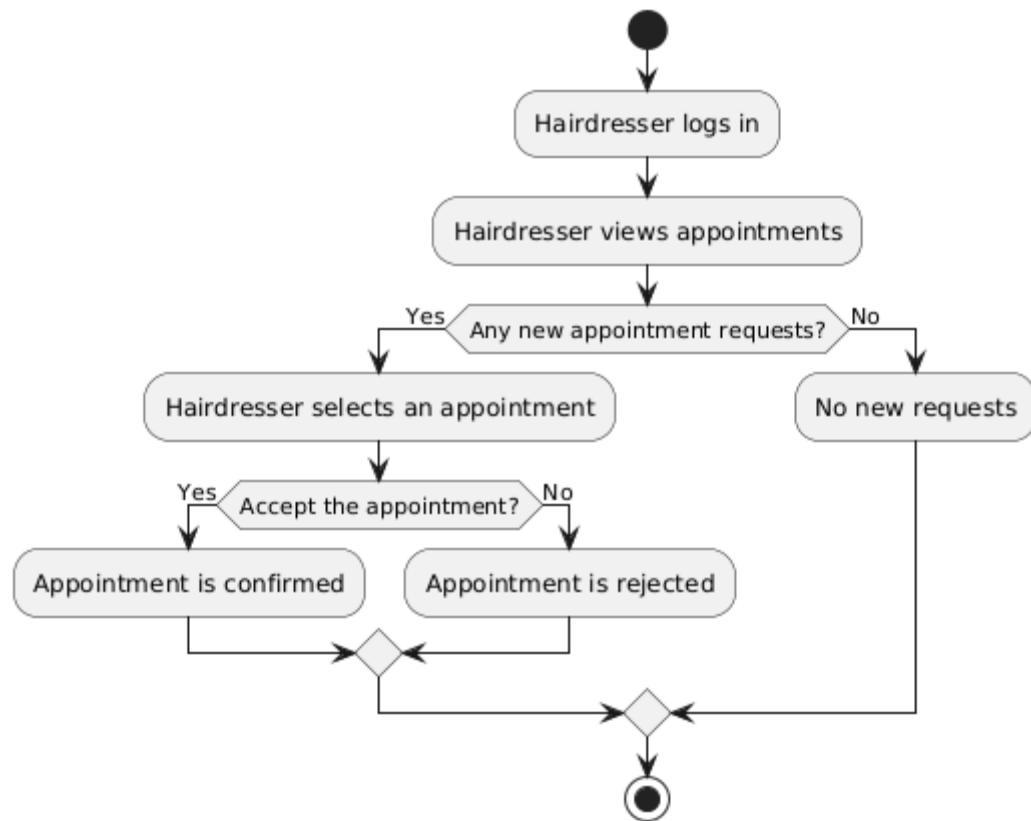 Hairdresser logs in
Hairdresser views appointments
Yes
Any new appointment requests?
No
Hairdresser selects an appointment
No new requests
Yes
Accept the appointment?
No
Appointment is confirmed
Appointment is rejected